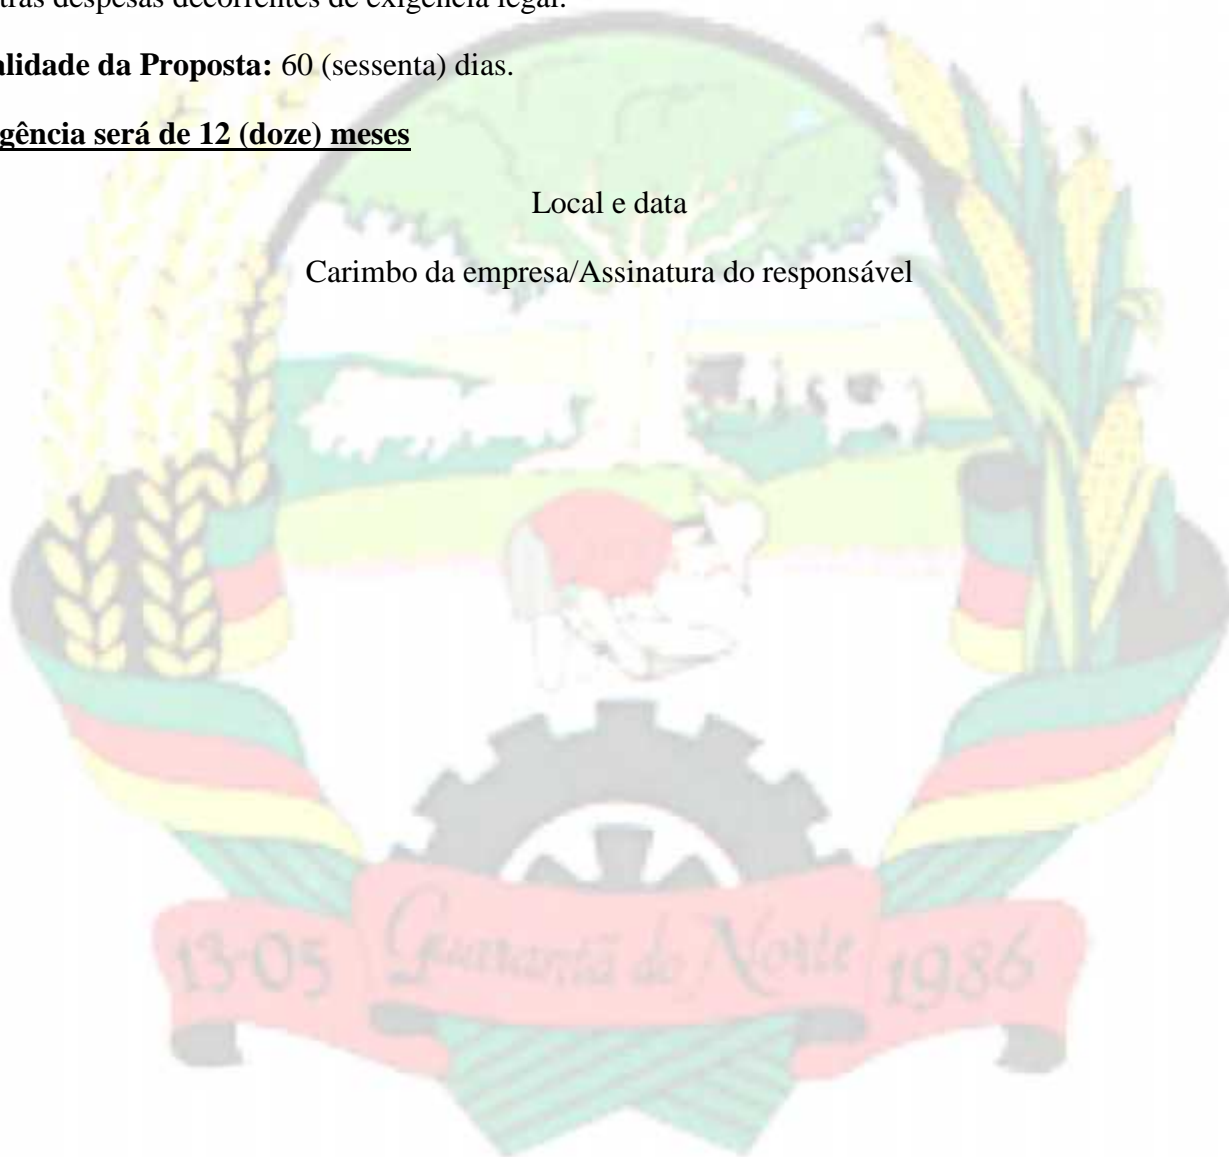 tras despesas decorrentes de exigência legal.
alidade da Proposta: 60 (sessenta) dias.
gência será de 12 (doze) meses
Local e data
Carimbo da empresa/Assinatura do responsável
13-05 Guarantã do Norte 1986